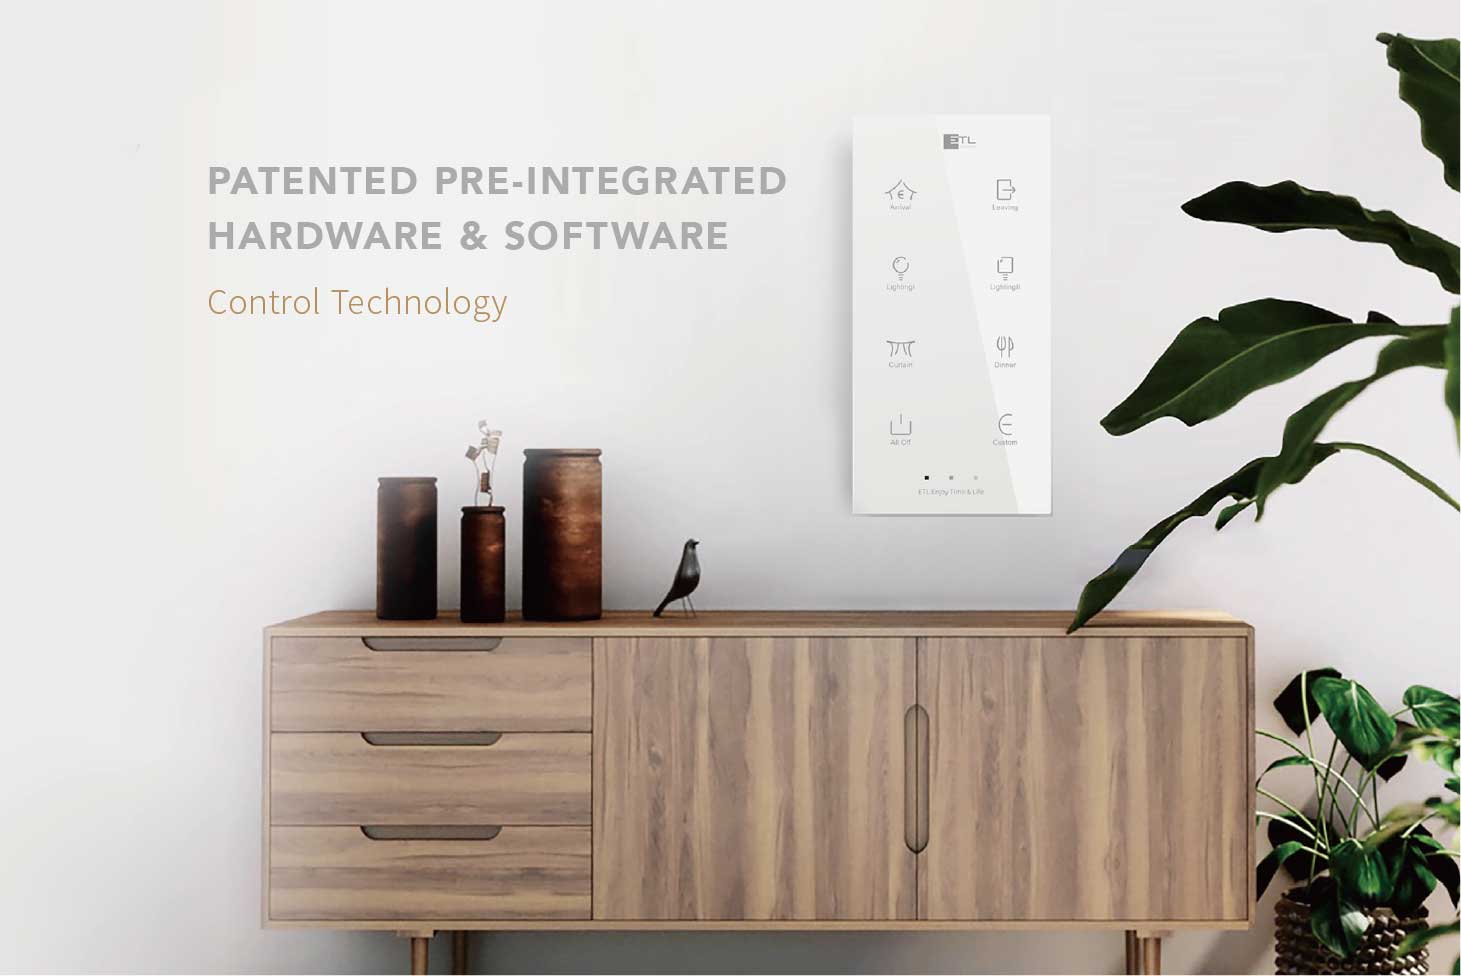 PATENTED PRE-INTEGRATED
HARDWARE & SOFTWARE
Control Technology
ETL
Arrival
Leaving
LightingI
LightingII
Curtain
Dinner
All Off
Custom
ETL Enjoy Time & Life